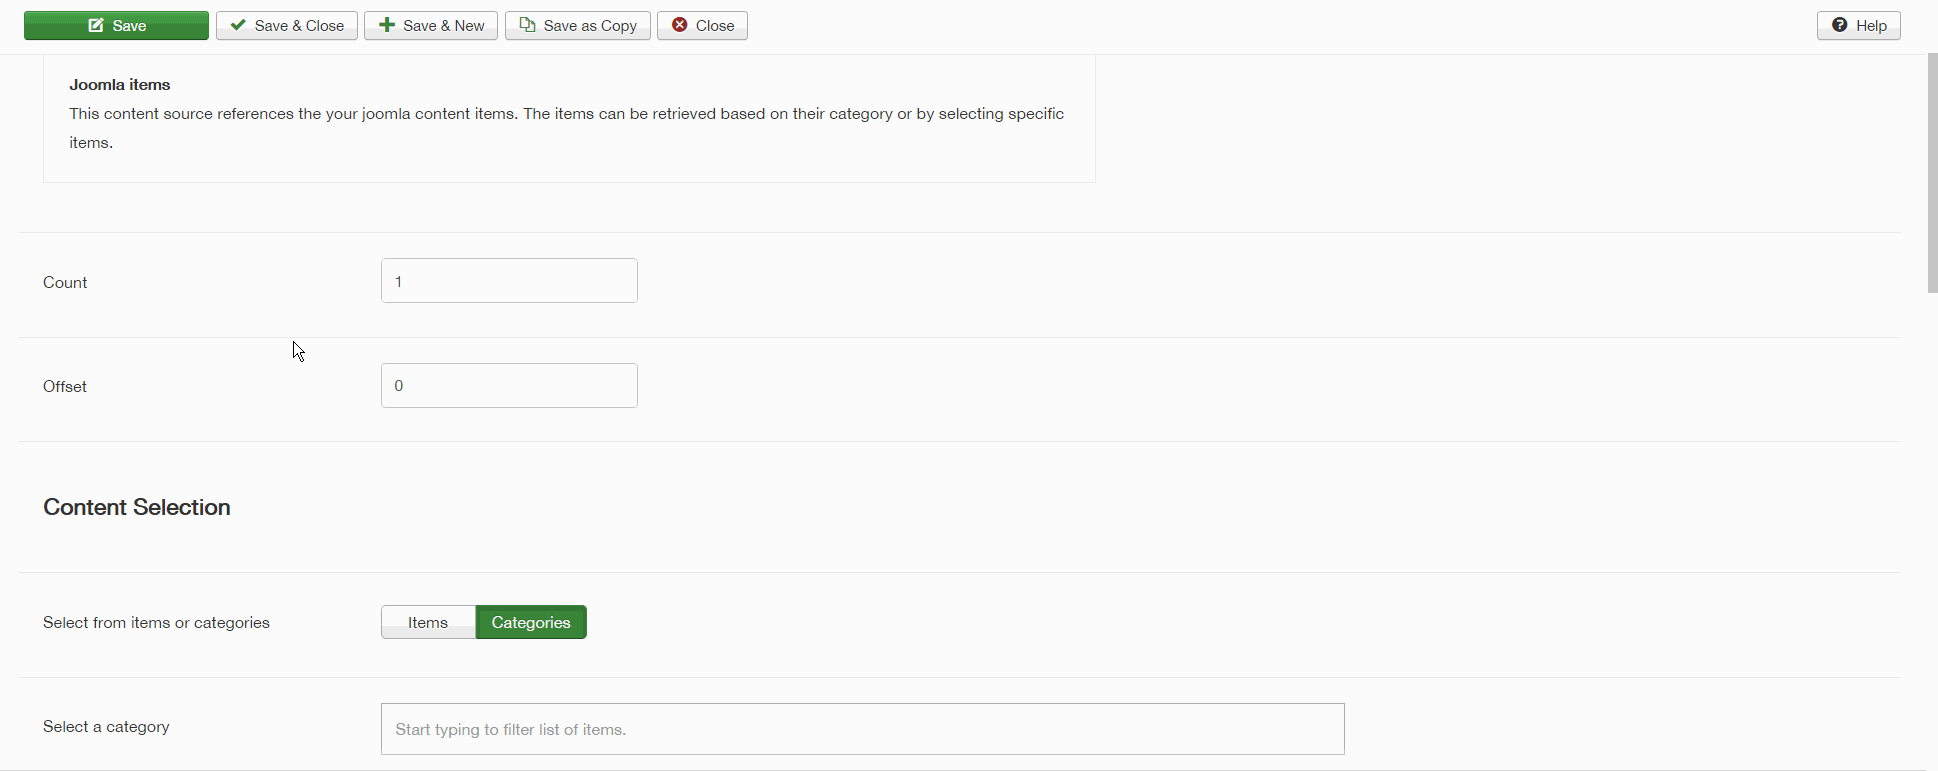 Save
Save & Close
Save & New
Save as Copy
Close
Help
Joomla items
This content source references the your joomla content items. The items can be retrieved based on their category or by selecting specific
items.
Count
1
Offset
0
Content Selection
Select from items or categories
Items
Categories
Select a category
Start typing to filter list of items.